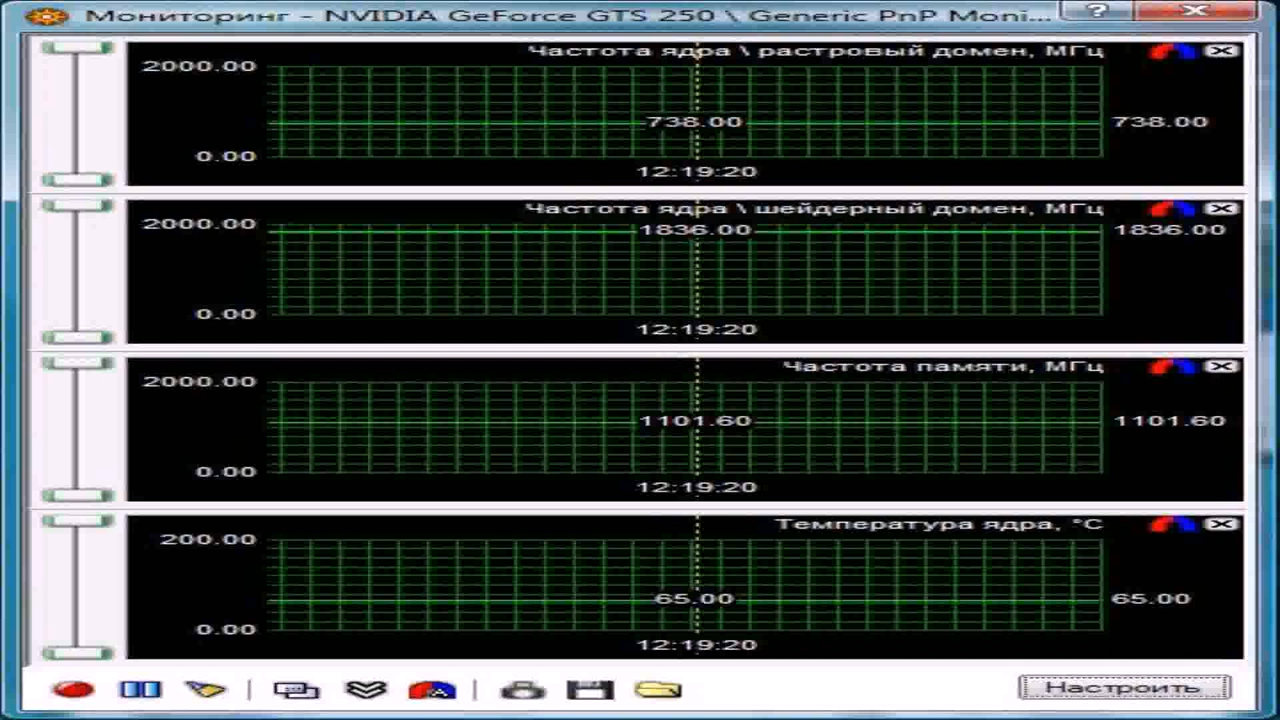 Мониторинг - NVIDIA GeForce GTS 250 \ Generic PnP Moni...
?
Частота ядра \ растровый домен, МГц
2000.00
738.00 738.00
0.00
12:19:20
Частота ядра \ шейдерный домен, МГц
2000.00
1836.00 1836.00
0.00
12:19:20
Частота памяти, МГц
2000.00
1101.60 1101.60
0.00
12:19:20
Температура ядра, °C
200.00
65.00 65.00
0.00
12:19:20
Настроить